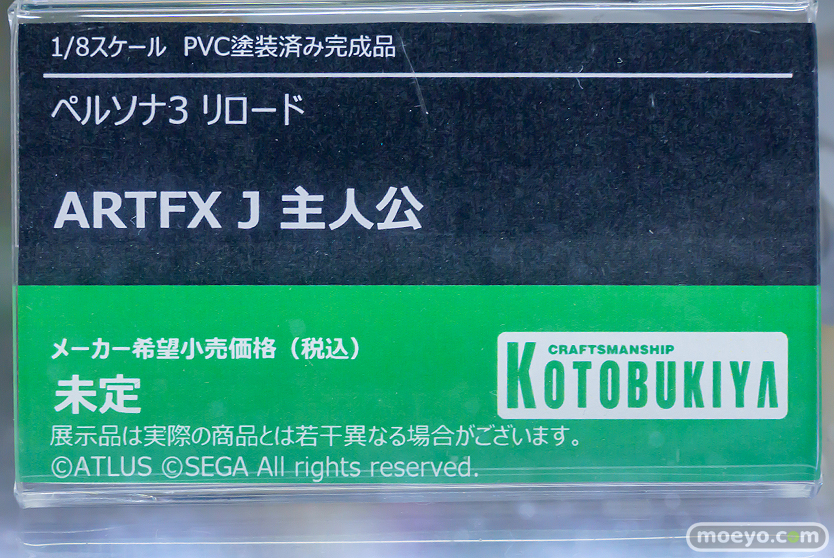 1/8スケール PVC塗装済み完成品
ペルソナ3 リロード
ARTFX J 主人公
メーカー希望小売価格（税込）
未定
CRAFTSMANSHIP
KOTOBUKIYA
展示品は実際の商品とは若干異なる場合がございます。
©ATLUS ©SEGA All rights reserved.
moeyo.com